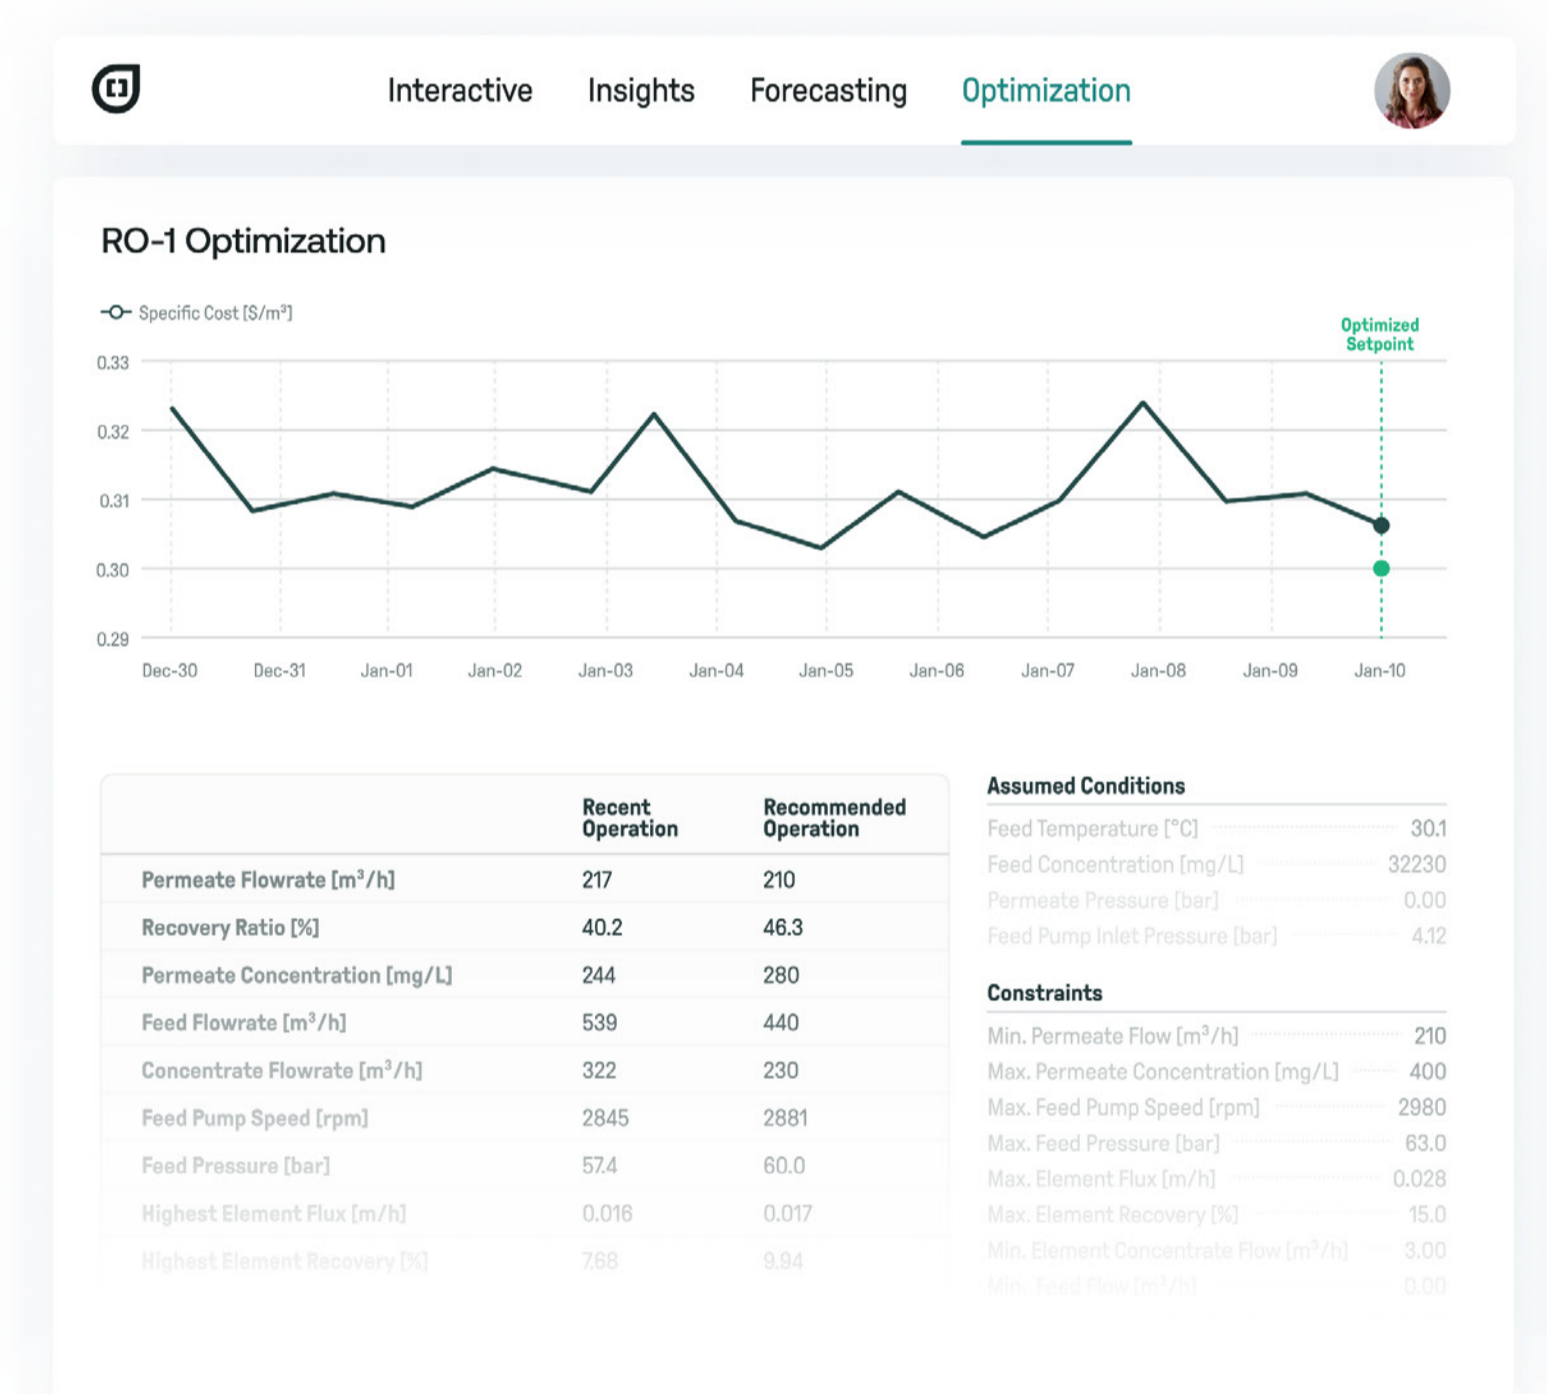 Interactive Insights Forecasting Optimization
RO-1 Optimization
Specific Cost [$/m³]
Optimized
Setpoint
0.33
0.32
0.31
0.30
0.29
Dec-30 Dec-31 Jan-01 Jan-02 Jan-03 Jan-04 Jan-05 Jan-06 Jan-07 Jan-08 Jan-09 Jan-10
Recent Recommended
Operation Operation
Permeate Flowrate [m³/h] 217 210
Recovery Ratio [%] 40.2 46.3
Permeate Concentration [mg/L] 244 280
Feed Flowrate [m³/h] 539 440
Concentrate Flowrate [m³/h] 322 230
Feed Pump Speed [rpm] 2845 2881
Feed Pressure [bar] 57.4 60.0
Highest Element Flux [m/h] 0.016 0.017
Highest Element Recovery [%] 7.68 9.94
Assumed Conditions
Feed Temperature [°C] 30.1
Feed Concentration [mg/L] 32230
Permeate Pressure [bar] 0.00
Feed Pump Inlet Pressure [bar] 4.12
Constraints
Min. Permeate Flow [m³/h] 210
Max. Permeate Concentration [mg/L] 400
Max. Feed Pump Speed [rpm] 2980
Max. Feed Pressure [bar] 63.0
Max. Element Flux [m/h] 0.028
Max. Element Recovery [%] 15.0
Min. Element Concentrate Flow [m³/h] 3.00
Min. Feed Flow [m³/h] 0.00